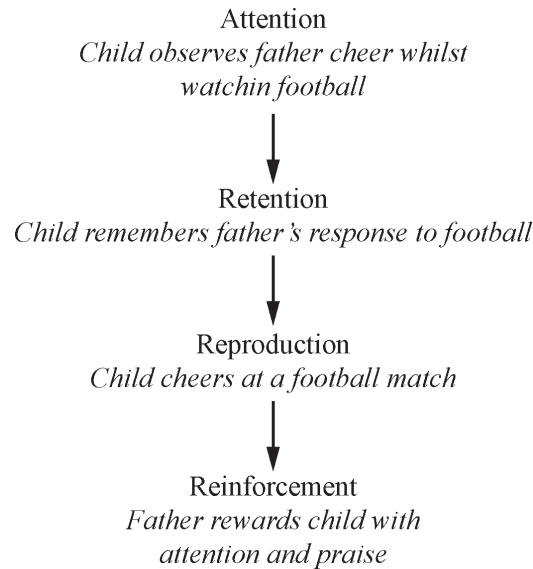 Attention
Child observes father cheer whilst
watchin football
Retention
Child remembers father's response to football
Reproduction
Child cheers at a football match
Reinforcement
Father rewards child with
attention and praise